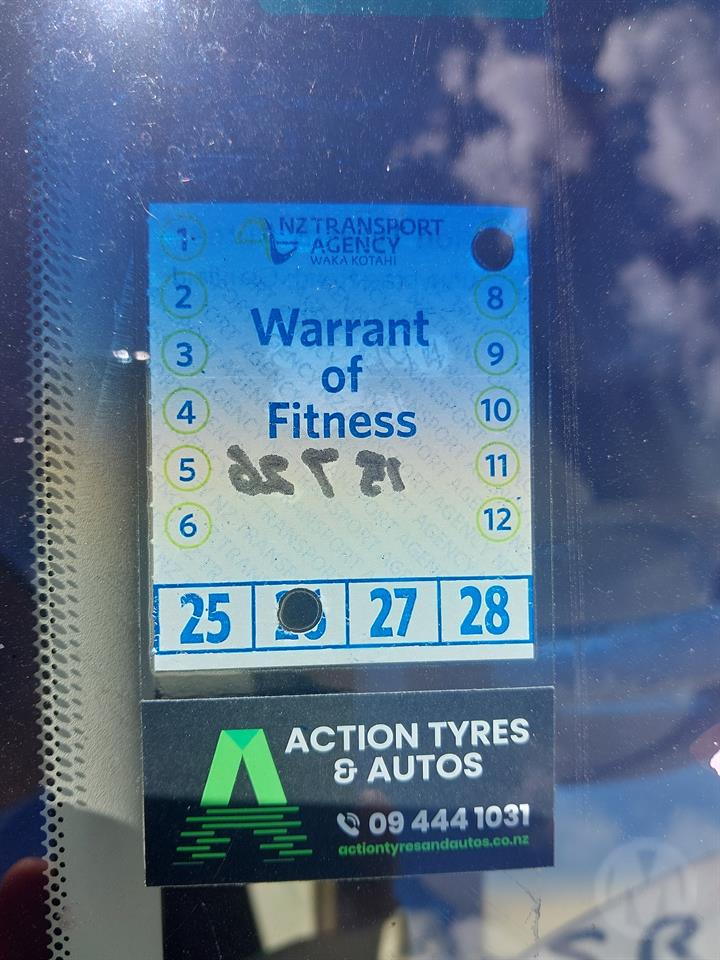 NZ TRANSPORT
AGENCY
WAKA KOTAHI
Warrant
of
Fitness
15 7 26
1
2
3
4
5
6
8
9
10
11
12
25 26 27 28
ACTION TYRES
& AUTOS
09 444 1031
actiontyresandautos.co.nz